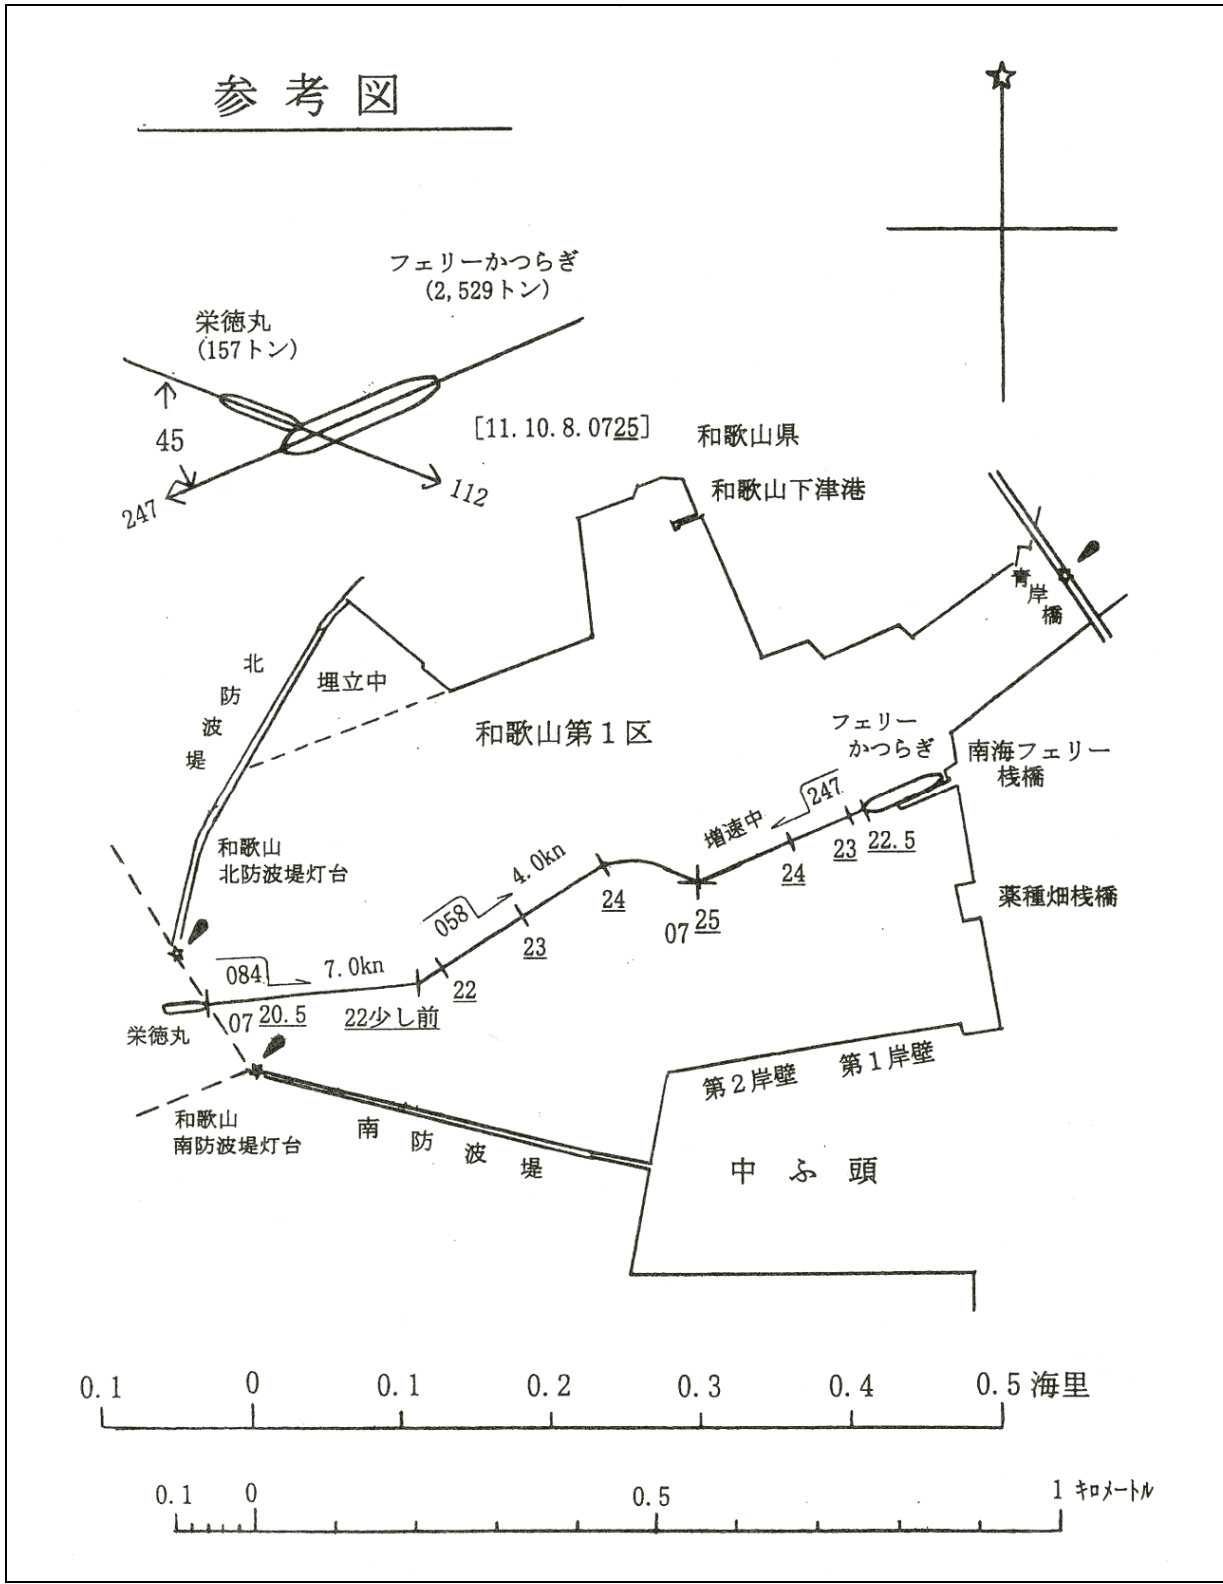 参考図
フェリーかつらぎ
(2,529トン)
栄徳丸
(157トン)
45
247
112
[11.10.8.0725]
和歌山県
和歌山下津港
青岸橋
北防波堤
埋立中
和歌山第1区
フェリー
かつらぎ
南海フェリー
桟橋
247
増速中
22.5
23
24
和歌山
北防波堤灯台
058
4.0kn
24
23
22
07 25
薬種畑桟橋
084
7.0kn
07 20.5
22少し前
栄徳丸
和歌山
南防波堤灯台
南防波堤
第2岸壁
第1岸壁
中ふ頭
0.1 0 0.1 0.2 0.3 0.4 0.5 海里
0.1 0 0.5 1 キロメートル